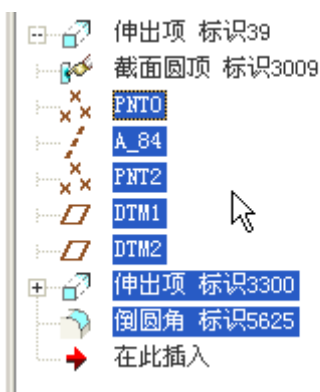 伸出项 标识39
截面圆顶 标识3009
PNT0
A_84
PNT2
DTM1
DTM2
伸出项 标识3300
倒圆角 标识5625
在此插入